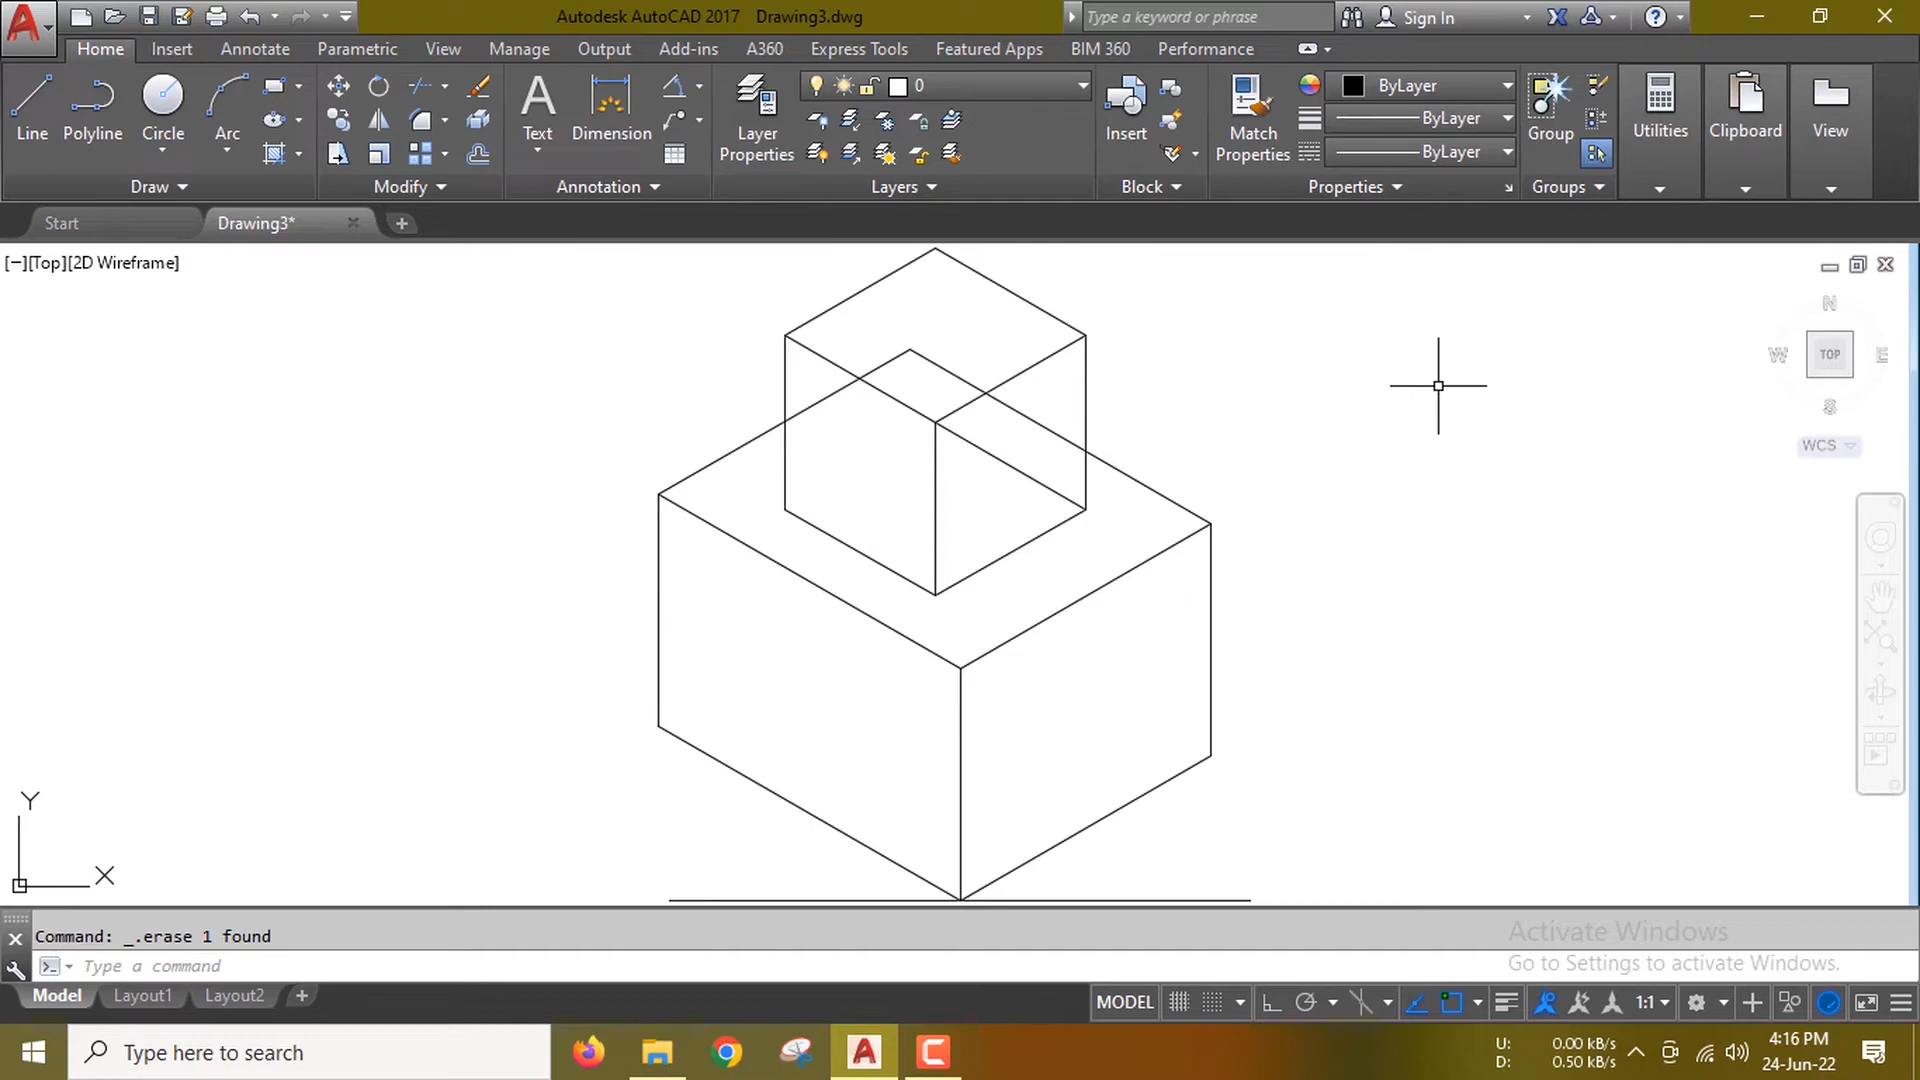 Autodesk AutoCAD 2017 Drawing3.dwg
Type a keyword or phrase
Sign In
Home Insert Annotate Parametric View Manage Output Add-ins A360 Express Tools Featured Apps BIM 360 Performance
Line Polyline Circle Arc
Draw
Modify
Text Dimension
Annotation
Layer Properties
0
Layers
Insert
Block
Match Properties
ByLayer
ByLayer
ByLayer
Properties
Group
Groups
Utilities
Clipboard
View
Start Drawing3*
[−][Top][2D Wireframe]
N
W TOP E
S
WCS
Y
X
Command: _.erase 1 found
Type a command
Activate Windows
Go to Settings to activate Windows.
Model Layout1 Layout2
MODEL
1:1
Type here to search
U: 0.00 kB/s
D: 0.50 kB/s
4:16 PM
24-Jun-22